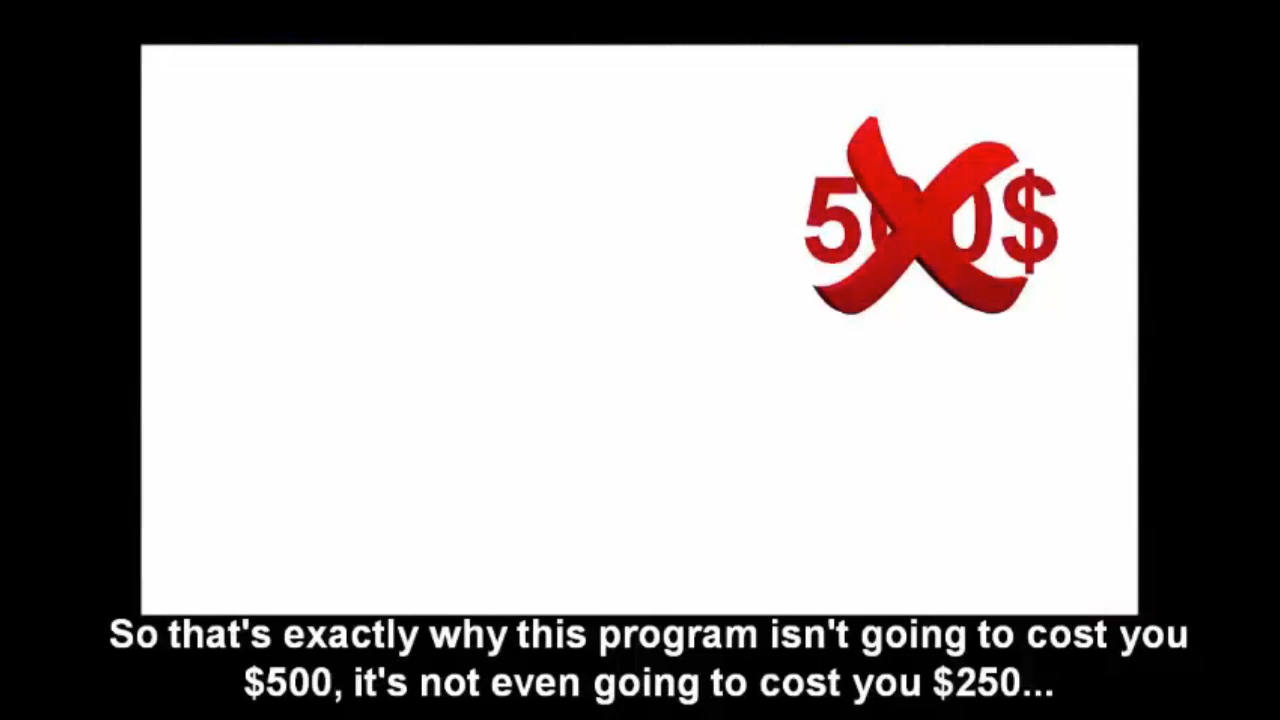 500$
So that's exactly why this program isn't going to cost you
$500, it's not even going to cost you $250...